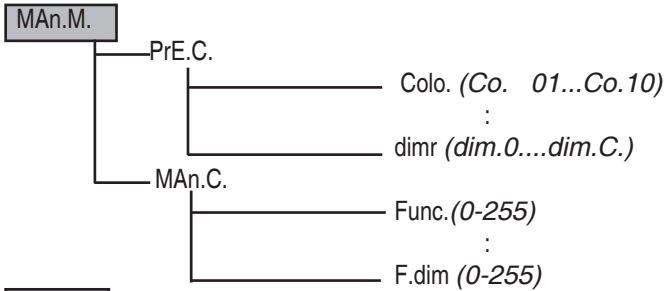 MAn.M.
PrE.C.
Colo. (Co. 01...Co.10)
:
dimr (dim.0....dim.C.)
MAn.C.
Func.(0-255)
:
F.dim (0-255)